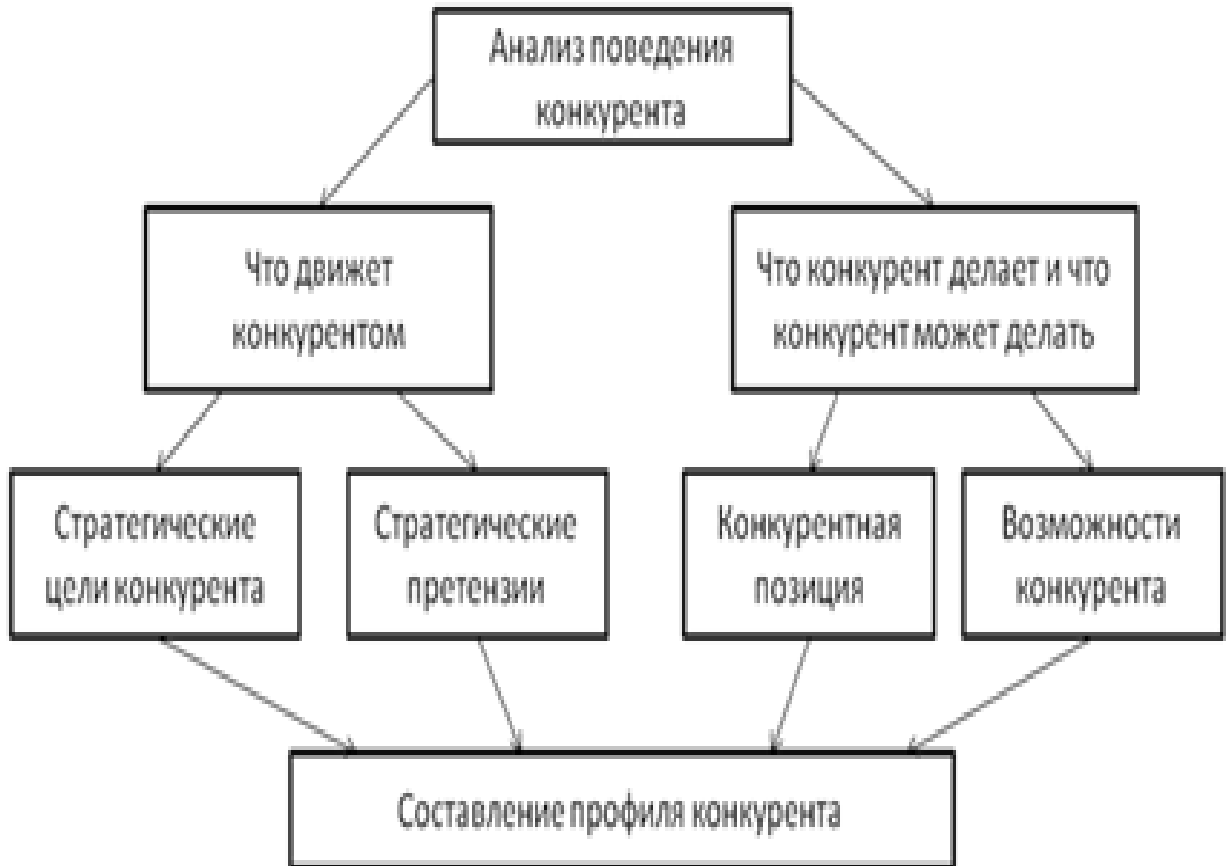 Анализ поведения
конкурента
Что движет
конкурентом
Что конкурент делает и что
конкурент может делать
Стратегические
цели конкурента
Стратегические
претензии
Конкурентная
позиция
Возможности
конкурента
Составление профиля конкурента